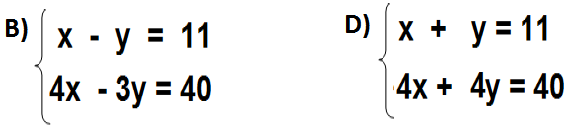 B) x - y = 11
4x - 3y = 40
D) x + y = 11
4x + 4y = 40